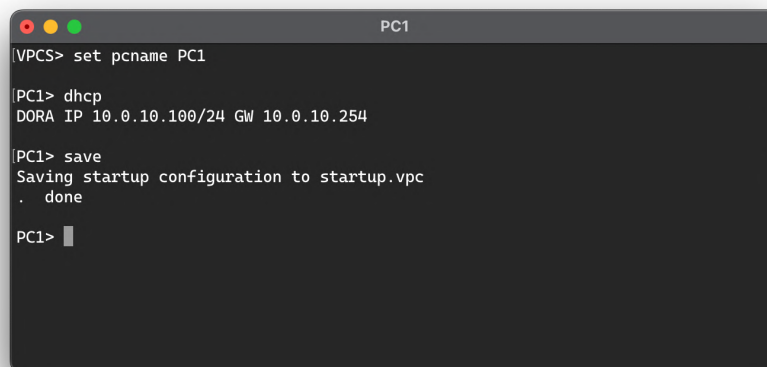 PC1
[VPCS> set pcname PC1
[PC1> dhcp
DORA IP 10.0.10.100/24 GW 10.0.10.254
[PC1> save
Saving startup configuration to startup.vpc
.  done
PC1>